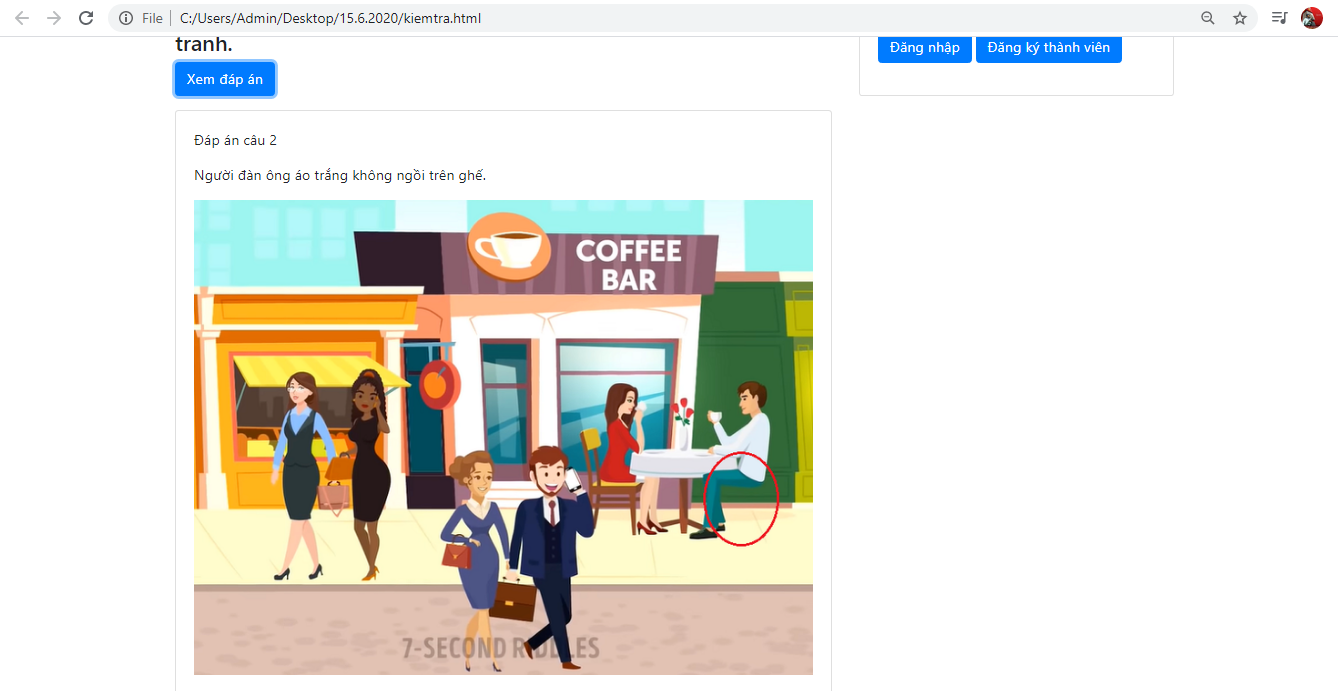 File | C:/Users/Admin/Desktop/15.6.2020/kiemtra.html
tranh.
Xem đáp án
Đăng nhập
Đăng ký thành viên
Đáp án câu 2
Người đàn ông áo trắng không ngồi trên ghế.
COFFEE
BAR
7-SECOND RIDDLES